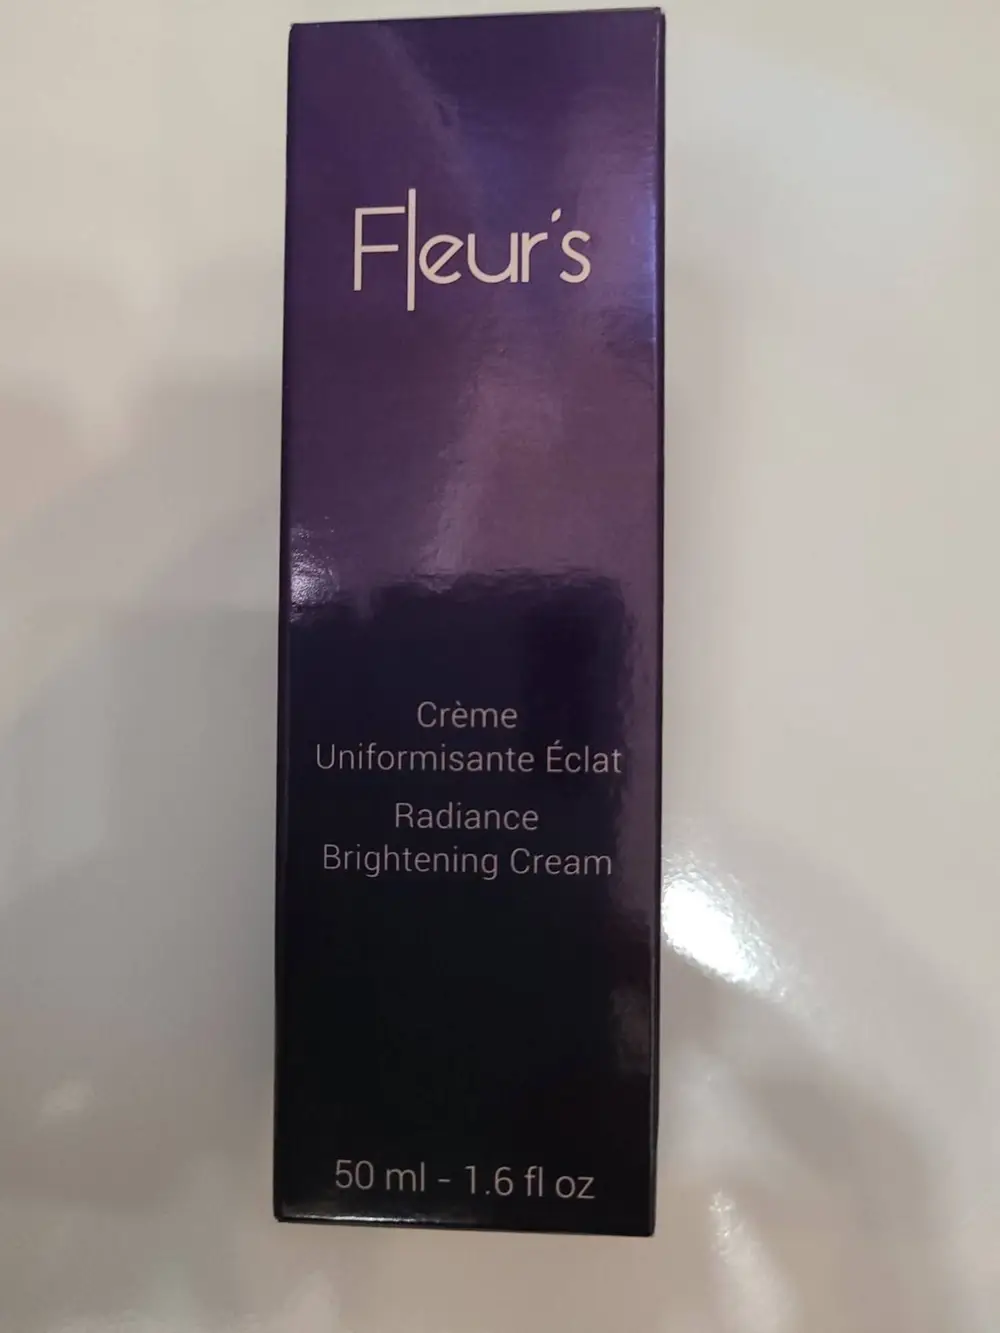 Fleur's
Crème
Uniformisante Éclat
Radiance
Brightening Cream
50 ml - 1.6 fl oz